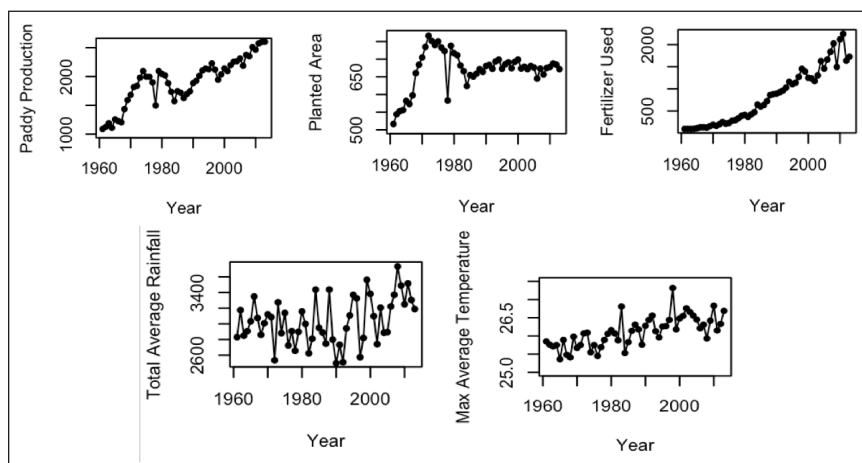 Paddy Production
2000
1000
1960 1980 2000
Year
Planted Area
650
500
1960 1980 2000
Year
Fertilizer Used
2000
500
1960 1980 2000
Year
Total Average Rainfall
3400
2600
1960 1980 2000
Year
Max Average Temperature
26.5
25.0
1960 1980 2000
Year